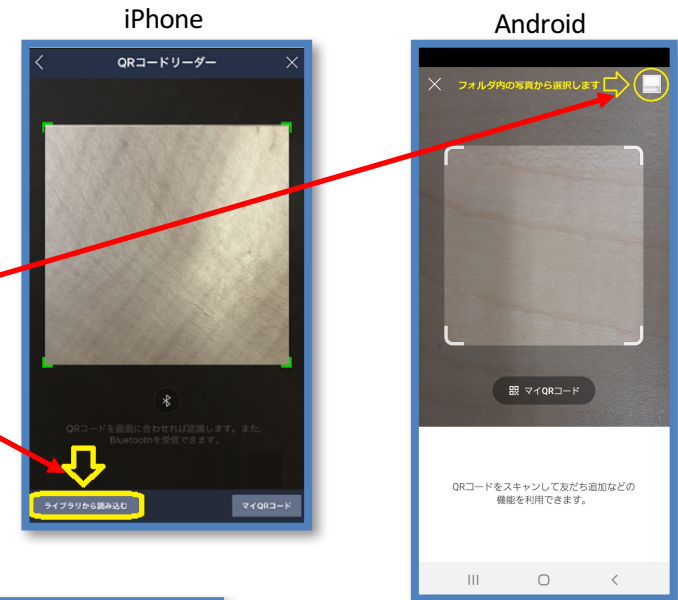 iPhone
QRコードリーダー
QRコードを画面に合わせれば認識します。また、
Bluetoothを受信できます。
ライブラリから読み込む
マイQRコード
Android
フォルダ内の写真から選択します
マイQRコード
QRコードをスキャンして友だち追加などの
機能を利用できます。